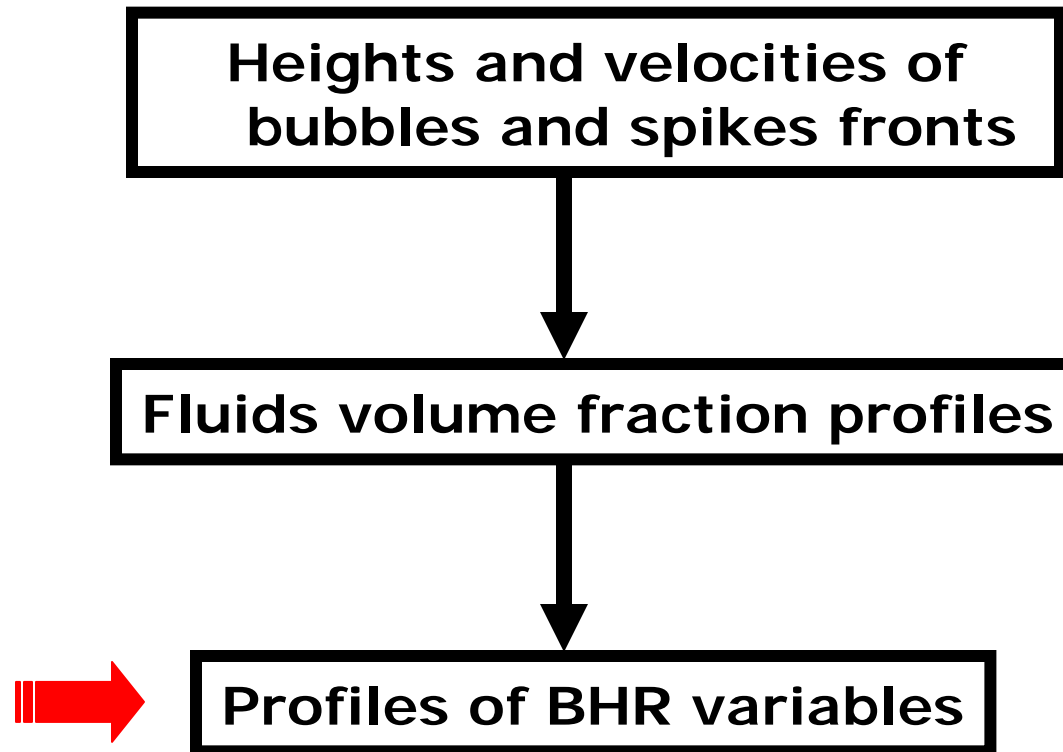 Heights and velocities of
bubbles and spikes fronts
Fluids volume fraction profiles
Profiles of BHR variables